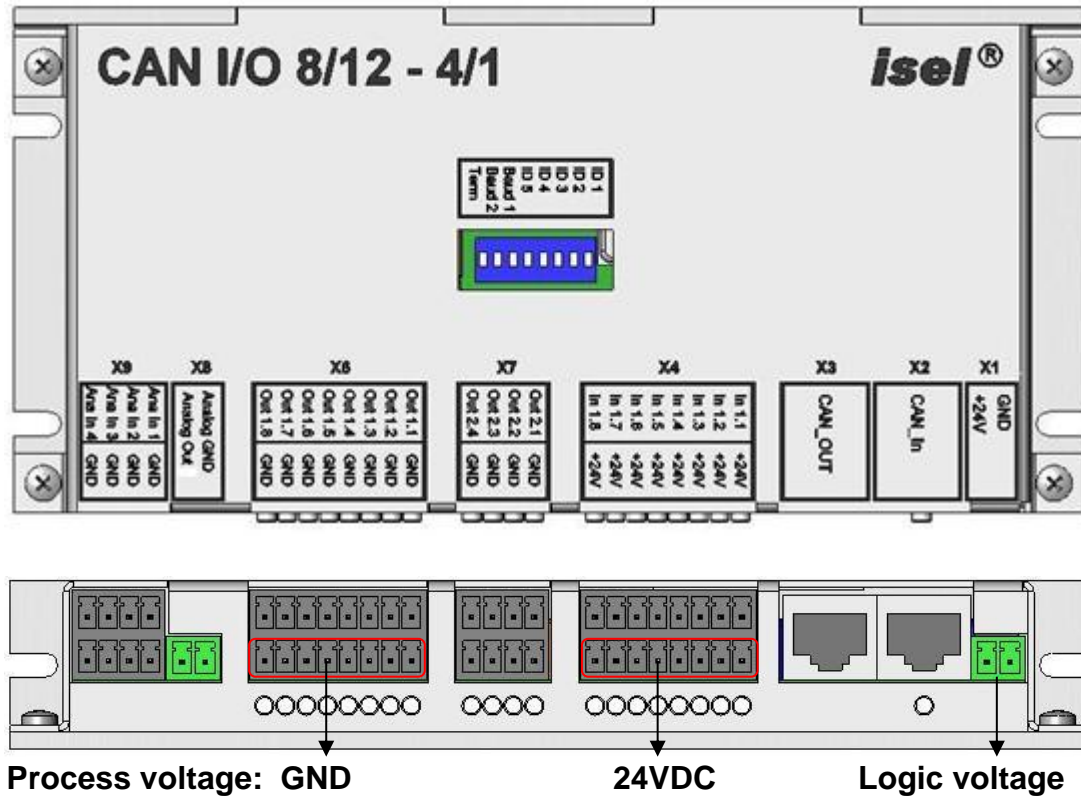 CAN I/O 8/12 - 4/1
isel®
Term
Baud 2
Baud 1
ID 5
ID 4
ID 3
ID 2
ID 1
X9
X8
X6
X7
X4
X3
X2
X1
Ana In 4 GND
Ana In 3 GND
Ana In 2 GND
Ana In 1 GND
Analog GND
Analog Out
Out 1.8 GND
Out 1.7 GND
Out 1.6 GND
Out 1.5 GND
Out 1.4 GND
Out 1.3 GND
Out 1.2 GND
Out 1.1 GND
Out 2.4 GND
Out 2.3 GND
Out 2.2 GND
Out 2.1 GND
In 1.8 +24V
In 1.7 +24V
In 1.6 +24V
In 1.5 +24V
In 1.4 +24V
In 1.3 +24V
In 1.2 +24V
In 1.1 +24V
CAN_OUT
CAN_In
GND
+24V
Process voltage: GND
24VDC
Logic voltage